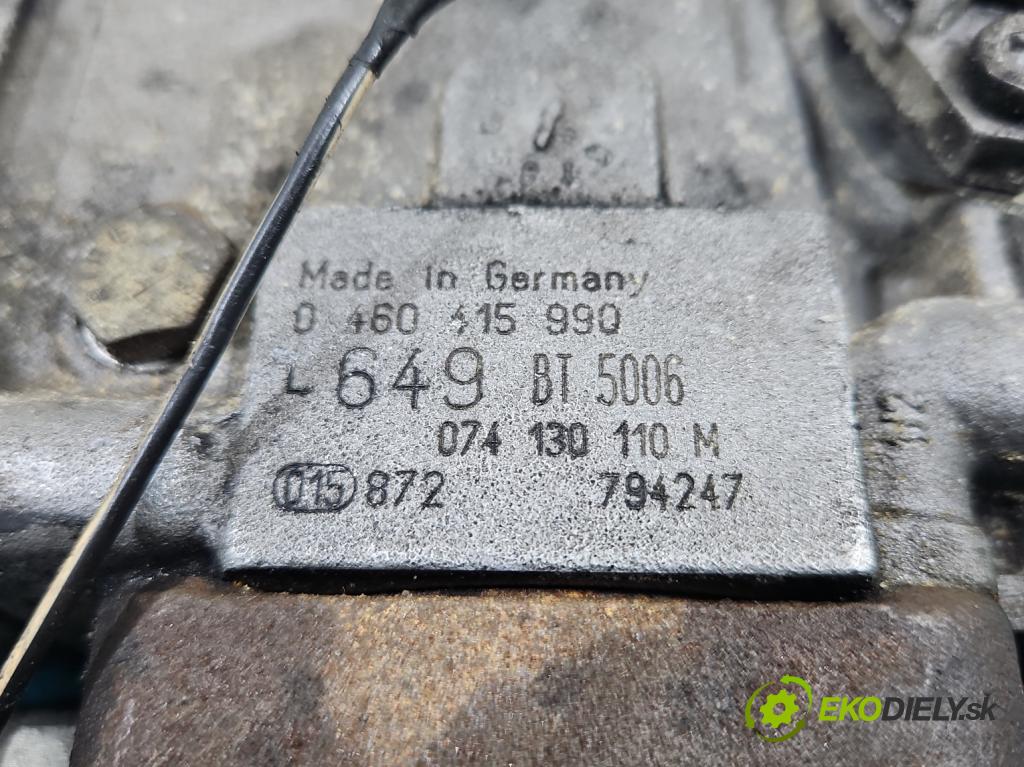 Made in Germany
0 460 415 990
L 649 BT 5006
074 130 110 M
015 872 794247
EKODIELY.sk